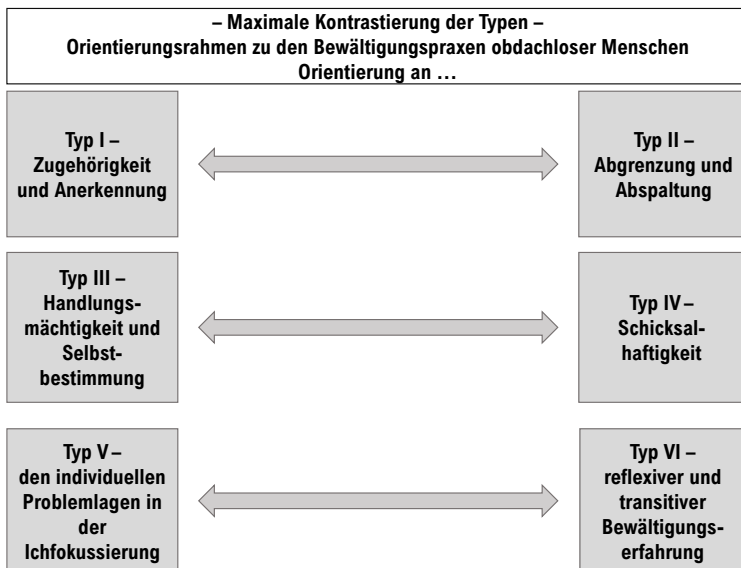 – Maximale Kontrastierung der Typen –
Orientierungsrahmen zu den Bewältigungspraxen obdachloser Menschen
Orientierung an …
Typ I –
Zugehörigkeit
und Anerkennung
Typ II –
Abgrenzung und
Abspaltung
Typ III –
Handlungs-
mächtigkeit und
Selbst-
bestimmung
Typ IV –
Schicksal-
haftigkeit
Typ V –
den individuellen
Problemlagen in
der
Ichfokussierung
Typ VI –
reflexiver und
transitiver
Bewältigungs-
erfahrung